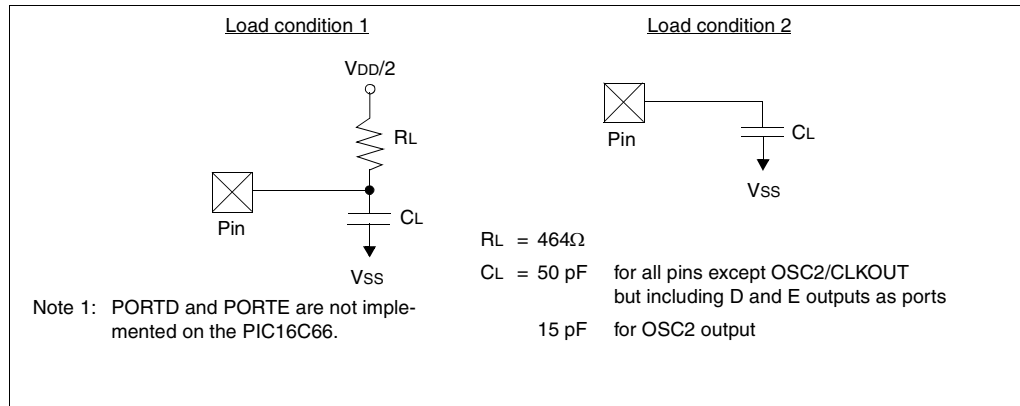 Load condition 1
VDD/2
RL
Pin
CL
VSS
Note 1: PORTD and PORTE are not imple-
mented on the PIC16C66.
Load condition 2
Pin
CL
VSS
RL = 464Ω
CL = 50 pF for all pins except OSC2/CLKOUT
but including D and E outputs as ports
15 pF for OSC2 output